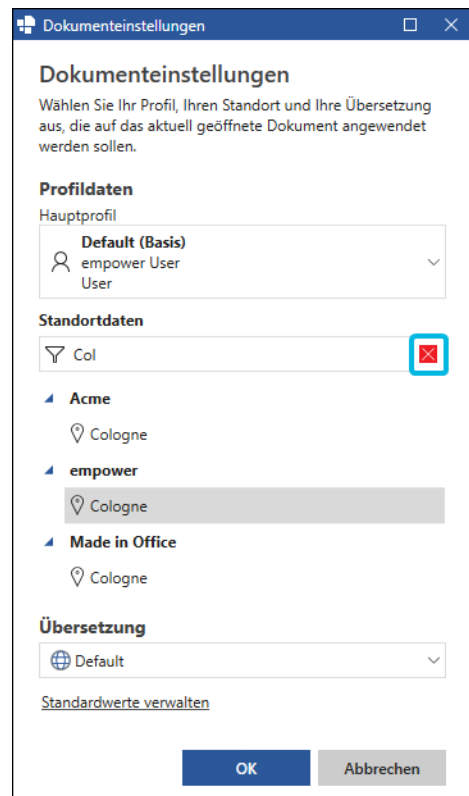 Dokumenteinstellungen
Dokumenteinstellungen
Wählen Sie Ihr Profil, Ihren Standort und Ihre Übersetzung
aus, die auf das aktuell geöffnete Dokument angewendet
werden sollen.
Profildaten
Hauptprofil
Default (Basis)
empower User
User
Standortdaten
Col
Acme
Cologne
empower
Cologne
Made in Office
Cologne
Übersetzung
Default
Standardwerte verwalten
OK
Abbrechen